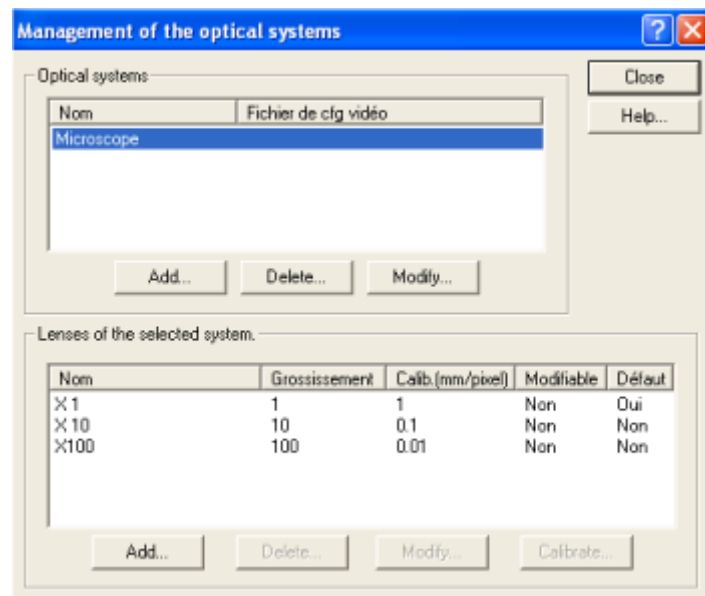 Management of the optical systems
Optical systems
Close
Help...
Nom Fichier de cfg vidéo
Microscope
Add... Delete... Modify...
Lenses of the selected system.
Nom Grossissement Calib.(mm/pixel) Modifiable Défaut
X 1 1 1 Non Oui
X 10 10 0.1 Non Non
X100 100 0.01 Non Non
Add... Delete... Modify... Calibrate...